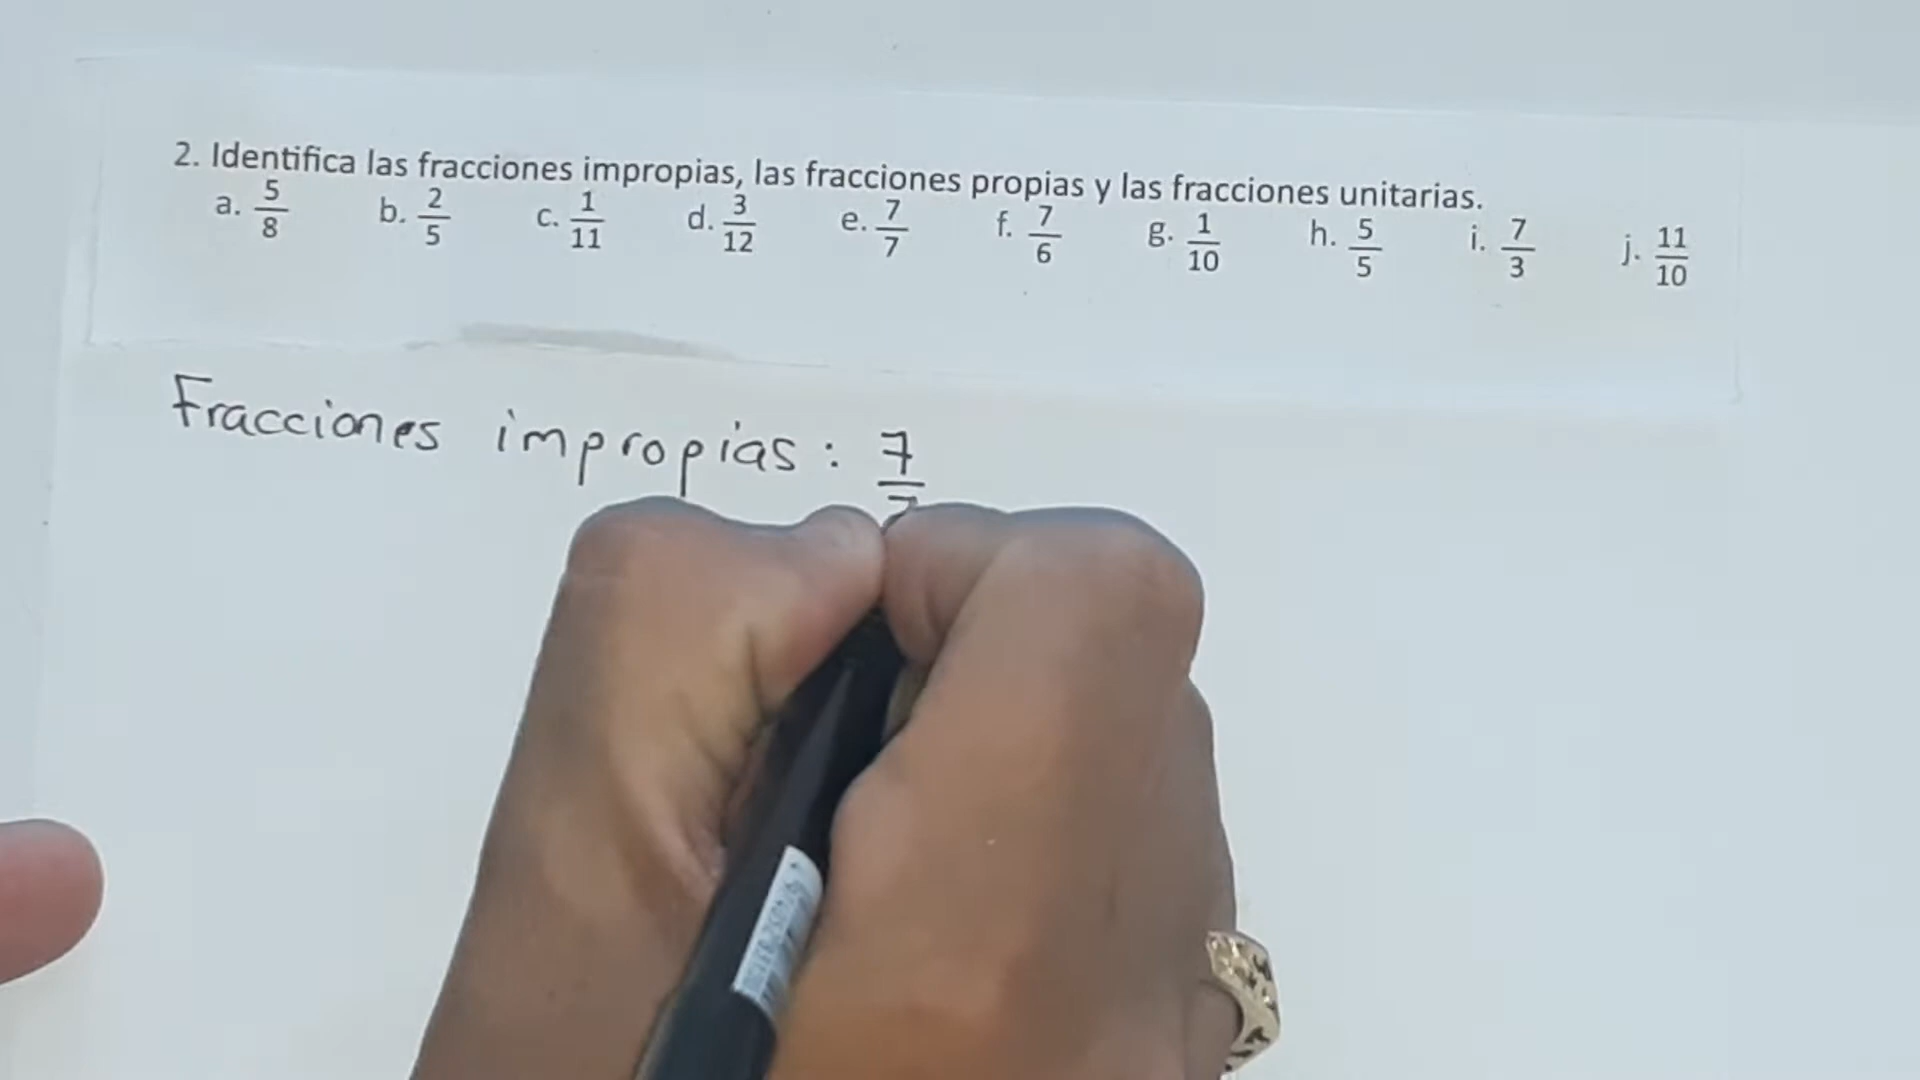 2. Identifica las fracciones impropias, las fracciones propias y las fracciones unitarias.
a. 5/8 b. 2/5 c. 1/11 d. 3/12 e. 7/7 f. 7/6 g. 1/10 h. 5/5 i. 7/3 j. 11/10
Fracciones impropias: 7